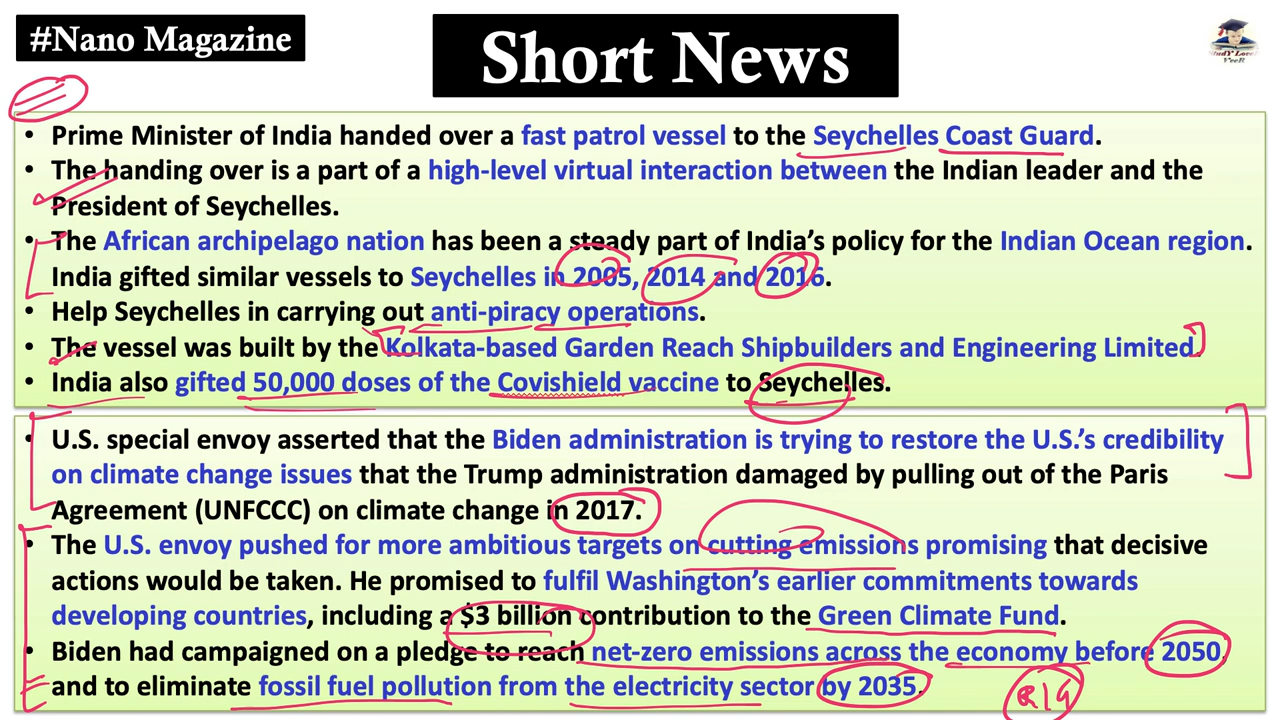 #Nano Magazine
Short News
• Prime Minister of India handed over a fast patrol vessel to the Seychelles Coast Guard.
• The handing over is a part of a high-level virtual interaction between the Indian leader and the
President of Seychelles.
• The African archipelago nation has been a steady part of India's policy for the Indian Ocean region.
India gifted similar vessels to Seychelles in 2005, 2014 and 2016.
• Help Seychelles in carrying out anti-piracy operations.
• The vessel was built by the Kolkata-based Garden Reach Shipbuilders and Engineering Limited.
• India also gifted 50,000 doses of the Covishield vaccine to Seychelles.
• U.S. special envoy asserted that the Biden administration is trying to restore the U.S.'s credibility
on climate change issues that the Trump administration damaged by pulling out of the Paris
Agreement (UNFCCC) on climate change in 2017.
• The U.S. envoy pushed for more ambitious targets on cutting emissions promising that decisive
actions would be taken. He promised to fulfil Washington's earlier commitments towards
developing countries, including a $3 billion contribution to the Green Climate Fund.
• Biden had campaigned on a pledge to reach net-zero emissions across the economy before 2050,
and to eliminate fossil fuel pollution from the electricity sector by 2035.